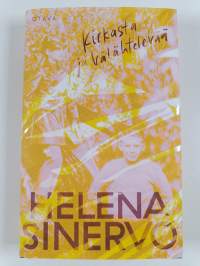 OTAVA
Kirkasta
ja välähtelevää
HELENA
SINERVO